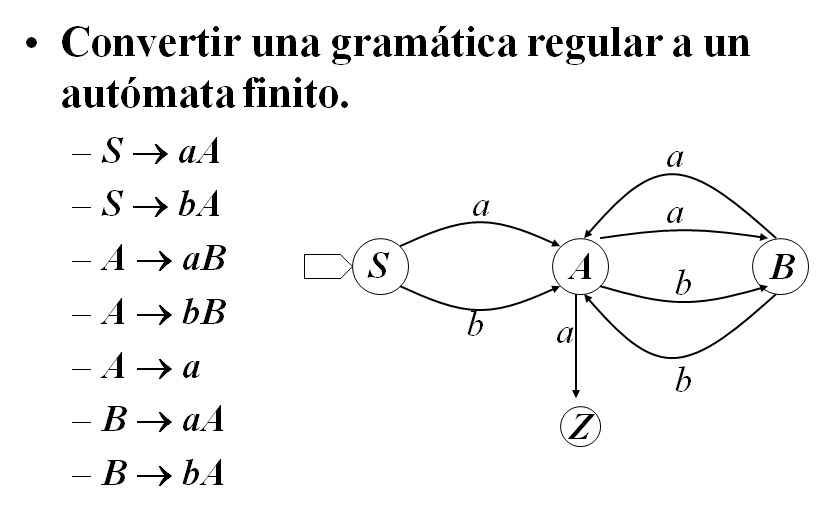 • Convertir una gramática regular a un
autómata finito.
– S → aA
– S → bA
– A → aB
– A → bB
– A → a
– B → aA
– B → bA
a
a
a
S
A
B
b
b
a
b
Z